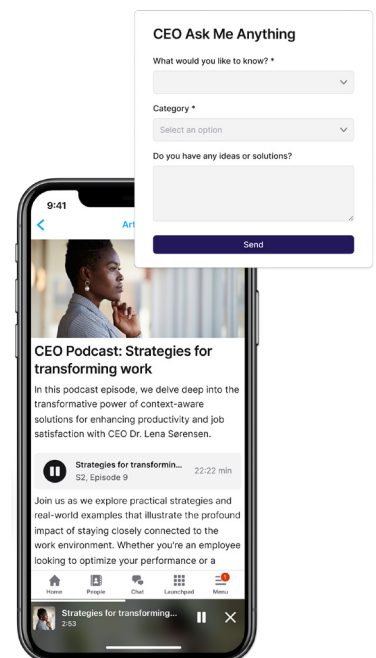 CEO Ask Me Anything
What would you like to know? *
Category *
Select an option
Do you have any ideas or solutions?
Send
9:41
CEO Podcast: Strategies for
transforming work
In this podcast episode, we delve deep into the
transformative power of context-aware
solutions for enhancing productivity and job
satisfaction with CEO Dr. Lena Sørensen.
Strategies for transformin...
22:22 min
S2, Episode 9
Join us as we explore practical strategies and
real-world examples that illustrate the profound
impact of staying closely connected to the
work environment. Whether you're an employee
looking to optimize your performance or a
1
Home People Chat Launchpad Menu
Strategies for transforming...
2:53